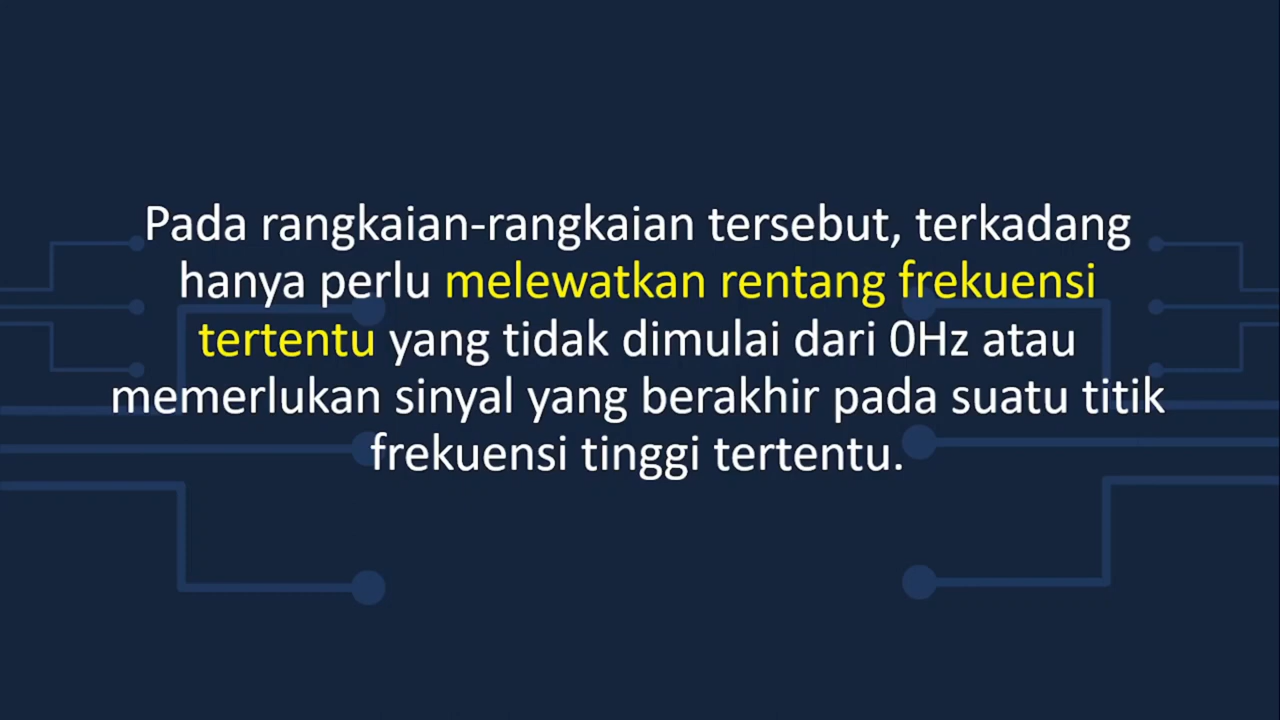 Pada rangkaian-rangkaian tersebut, terkadang
hanya perlu melewatkan rentang frekuensi
tertentu yang tidak dimulai dari 0Hz atau
memerlukan sinyal yang berakhir pada suatu titik
frekuensi tinggi tertentu.